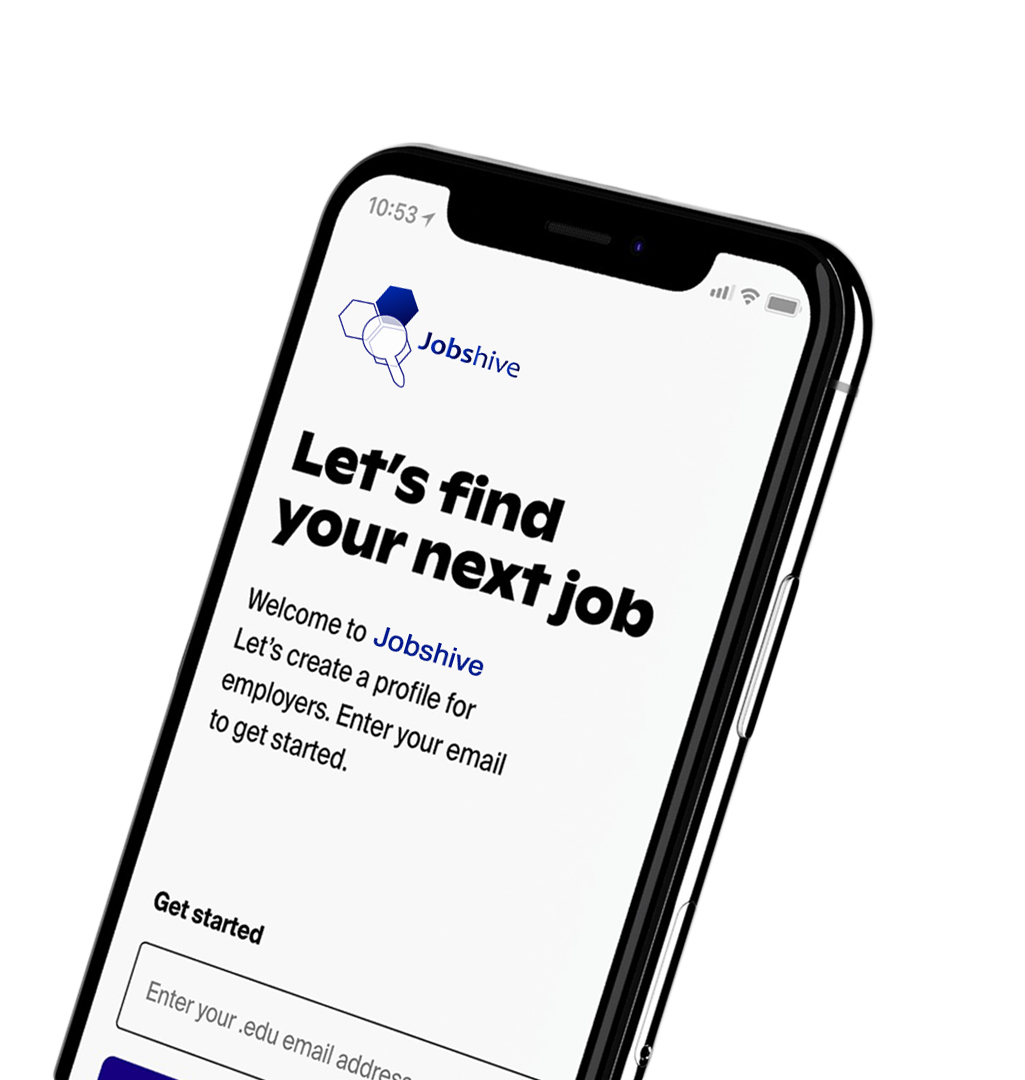 10:53
Jobshive
Let's find
your next job
Welcome to Jobshive
Let's create a profile for
employers. Enter your email
to get started.
Get started
Enter your .edu email address